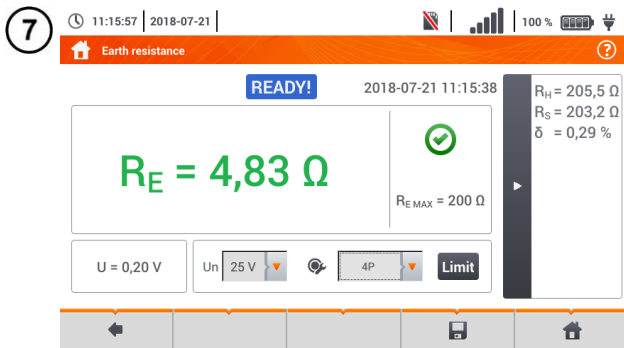 7
11:15:57 2018-07-21 100 %
Earth resistance ?
READY! 2018-07-21 11:15:38
RE = 4,83 Ω
RE MAX = 200 Ω
RH = 205,5 Ω
RS = 203,2 Ω
δ = 0,29 %
U = 0,20 V Un 25 V 4P Limit